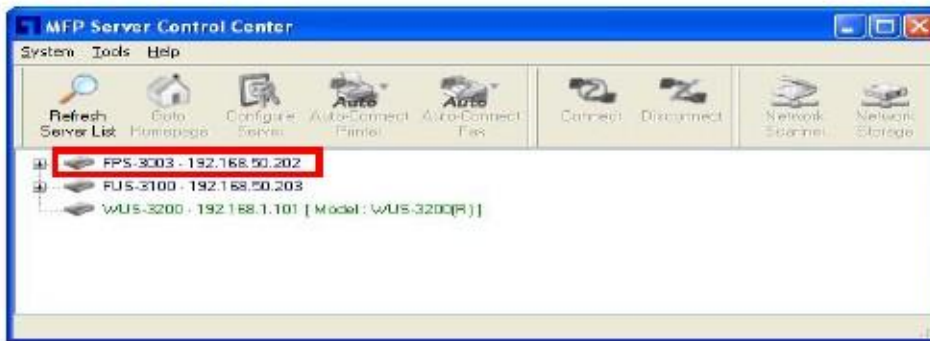 MFP Server Control Center
System Tools Help
Refresh Server List
Goto Homepage
Configure Server
Auto
Auto-Connect Printer
Auto
Auto-Connect Fax
Connect
Disconnect
Network Scanner
Network Storage
FPS-3003 - 192.168.50.202
FUS-3100 - 192.168.50.203
WUS-3200 - 192.168.1.101 [ Model : WUS-3200(R) ]